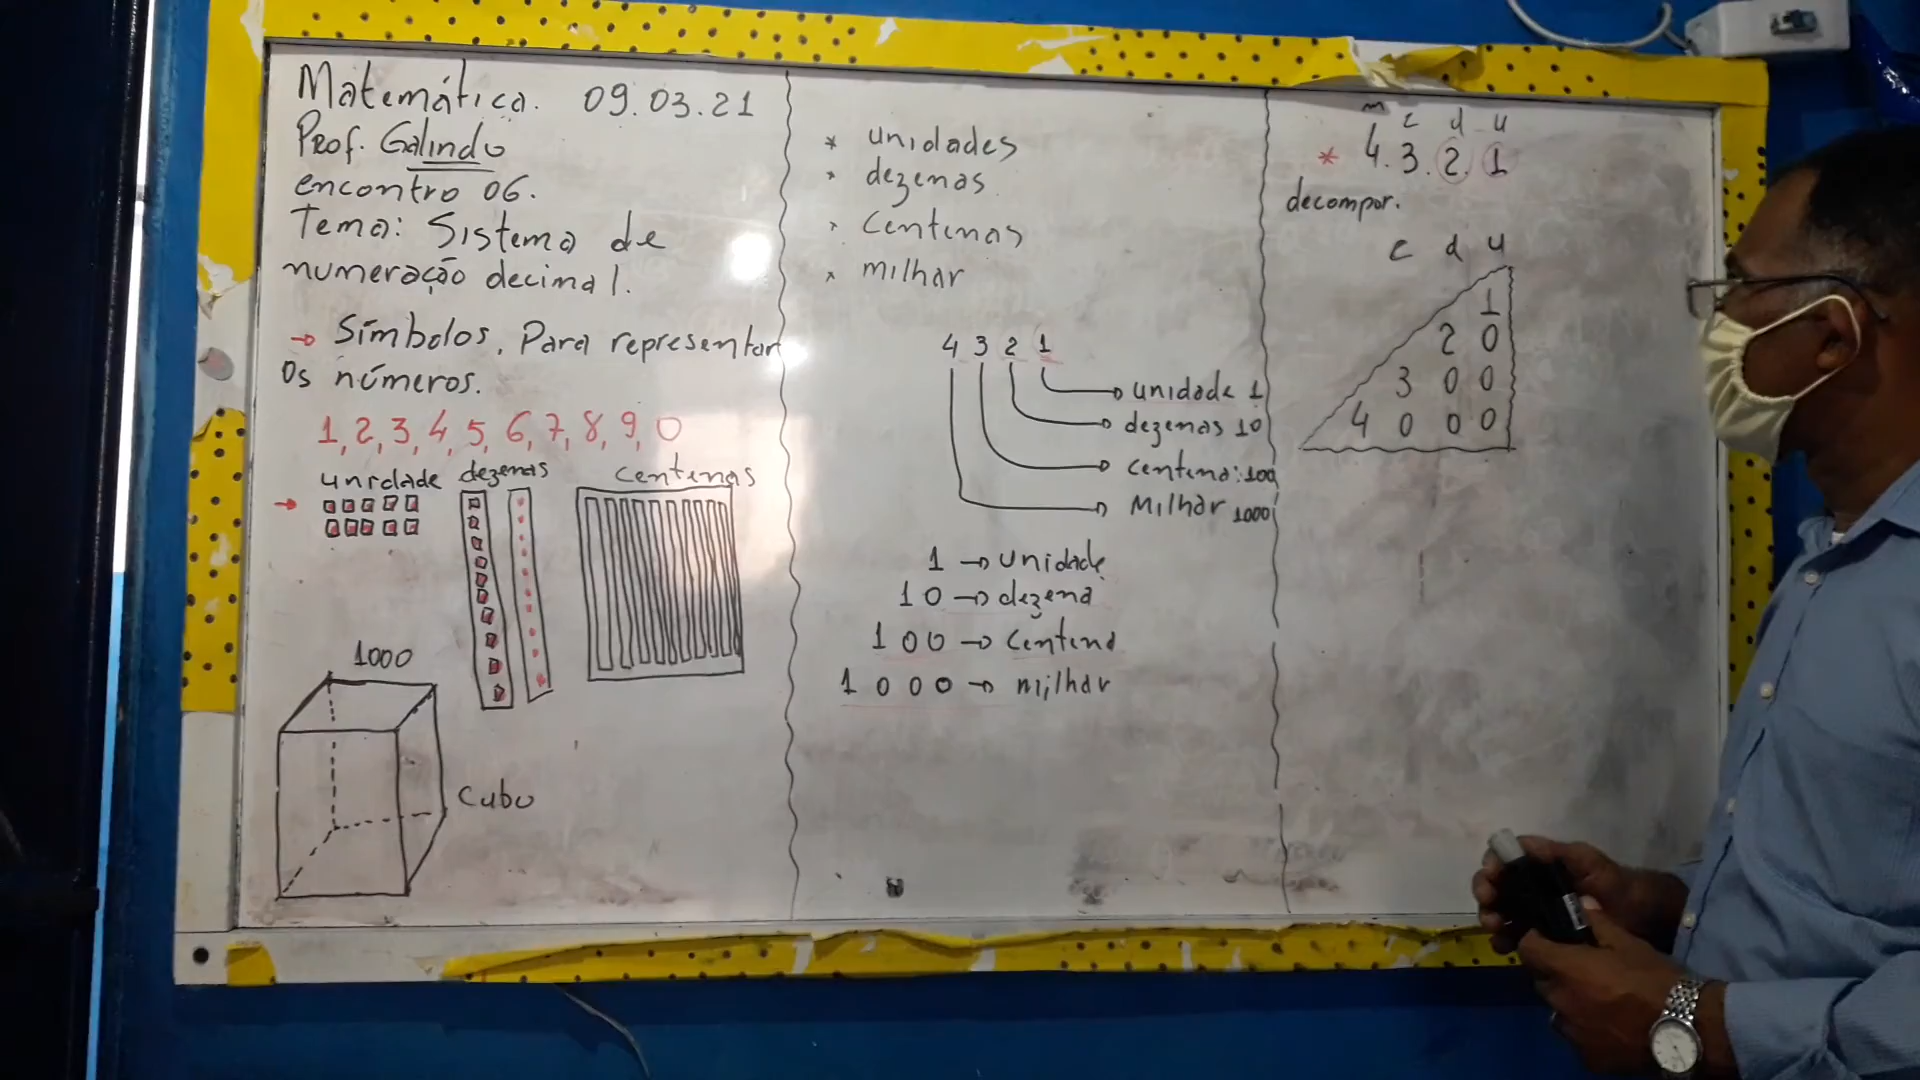 Matemática. 09.03.21
Prof. Galindo
encontro 06.
Tema: Sistema de
numeração decimal.
→ Símbolos. Para representar
Os números.
1, 2, 3, 4, 5, 6, 7, 8, 9, 0
unidade dezenas centenas
1000
Cubo
* unidades
* dezenas
* Centenas
* milhar
4 3 2 1
unidade 1
dezenas 10
Centena: 100
Milhar 1000
1 → unidade
10 → dezena
100 → Centena
1000 → milhar
m c d u
* 4.3.2.1
decompor.
c d u
1
2 0
3 0 0
4 0 0 0